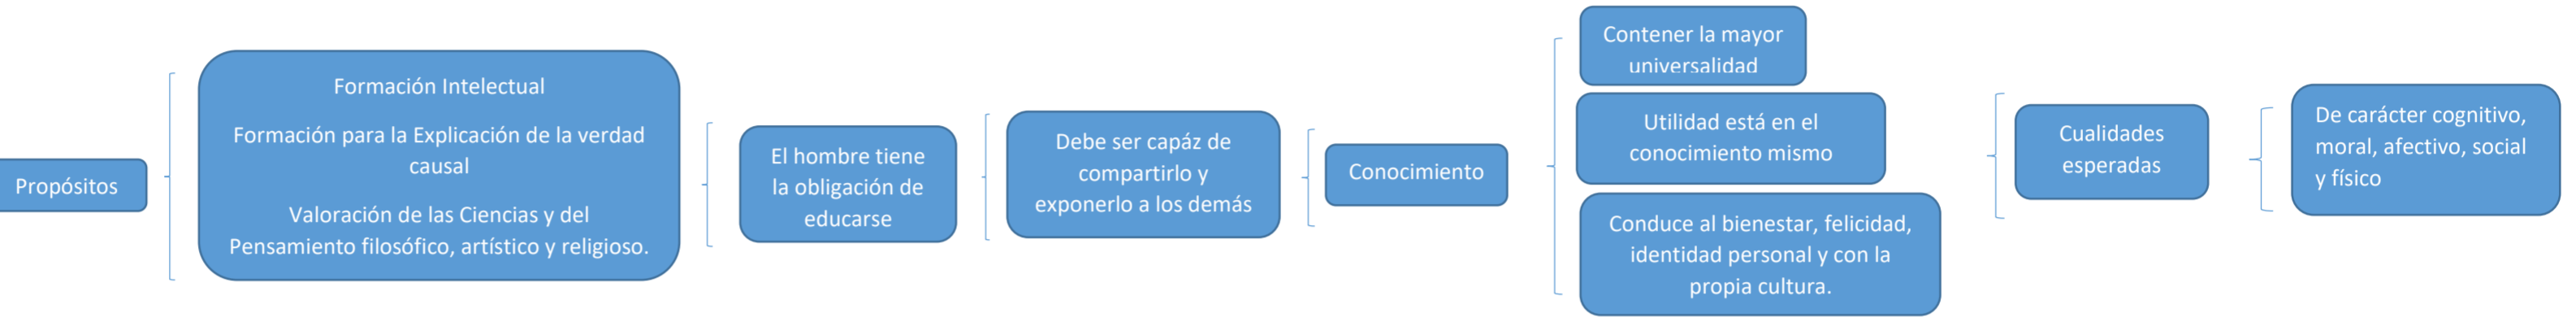 Propósitos
Formación Intelectual
Formación para la Explicación de la verdad
causal
Valoración de las Ciencias y del
Pensamiento filosófico, artístico y religioso.
El hombre tiene
la obligación de
educarse
Debe ser capáz de
compartirlo y
exponerlo a los demás
Conocimiento
Contener la mayor
universalidad
Utilidad está en el
conocimiento mismo
Conduce al bienestar, felicidad,
identidad personal y con la
propia cultura.
Cualidades
esperadas
De carácter cognitivo,
moral, afectivo, social
y físico